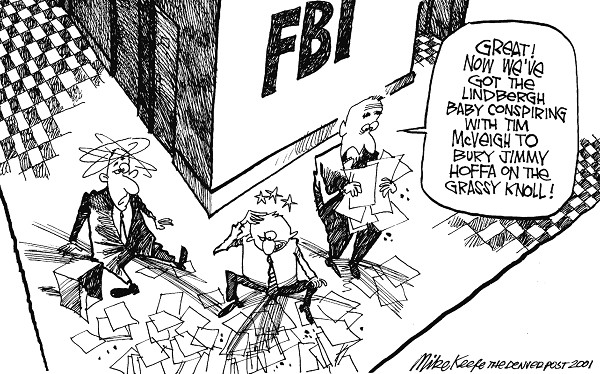 FBI
GREAT!
NOW WE'VE
GOT THE
LINDBERGH
BABY CONSPIRING
WITH TIM
McVEIGH TO
BURY JIMMY
HOFFA ON THE
GRASSY KNOLL!
Mike Keefe THE DENVER POST 2001